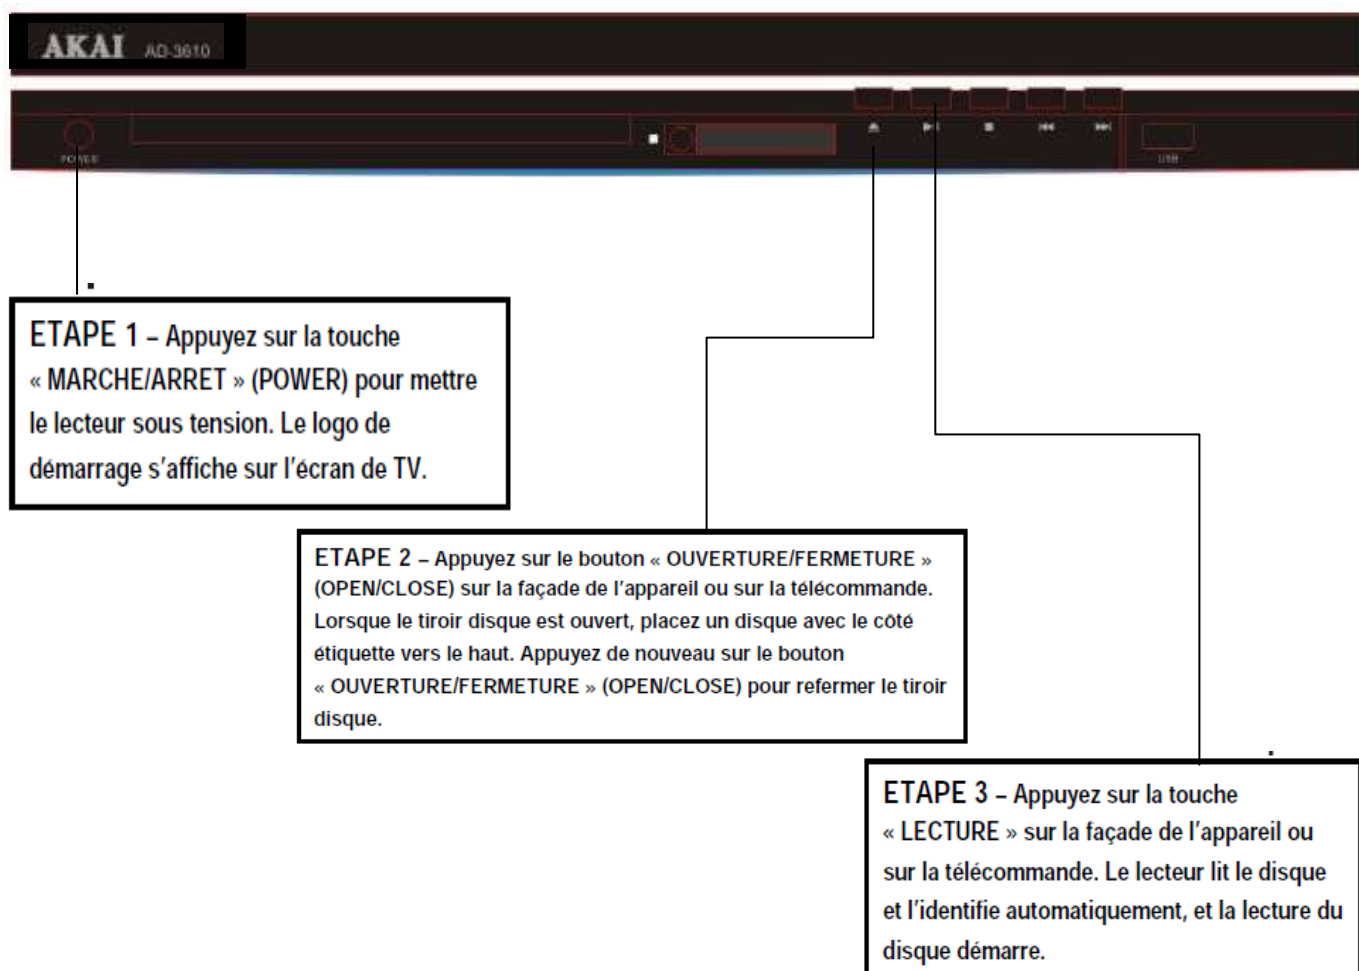 AKAI AD-3610
POWER
USB
ETAPE 1 – Appuyez sur la touche
« MARCHE/ARRET » (POWER) pour mettre
le lecteur sous tension. Le logo de
démarrage s’affiche sur l’écran de TV.
ETAPE 2 – Appuyez sur le bouton « OUVERTURE/FERMETURE »
(OPEN/CLOSE) sur la façade de l’appareil ou sur la télécommande.
Lorsque le tiroir disque est ouvert, placez un disque avec le côté
étiquette vers le haut. Appuyez de nouveau sur le bouton
« OUVERTURE/FERMETURE » (OPEN/CLOSE) pour refermer le tiroir
disque.
ETAPE 3 – Appuyez sur la touche
« LECTURE » sur la façade de l’appareil ou
sur la télécommande. Le lecteur lit le disque
et l’identifie automatiquement, et la lecture du
disque démarre.